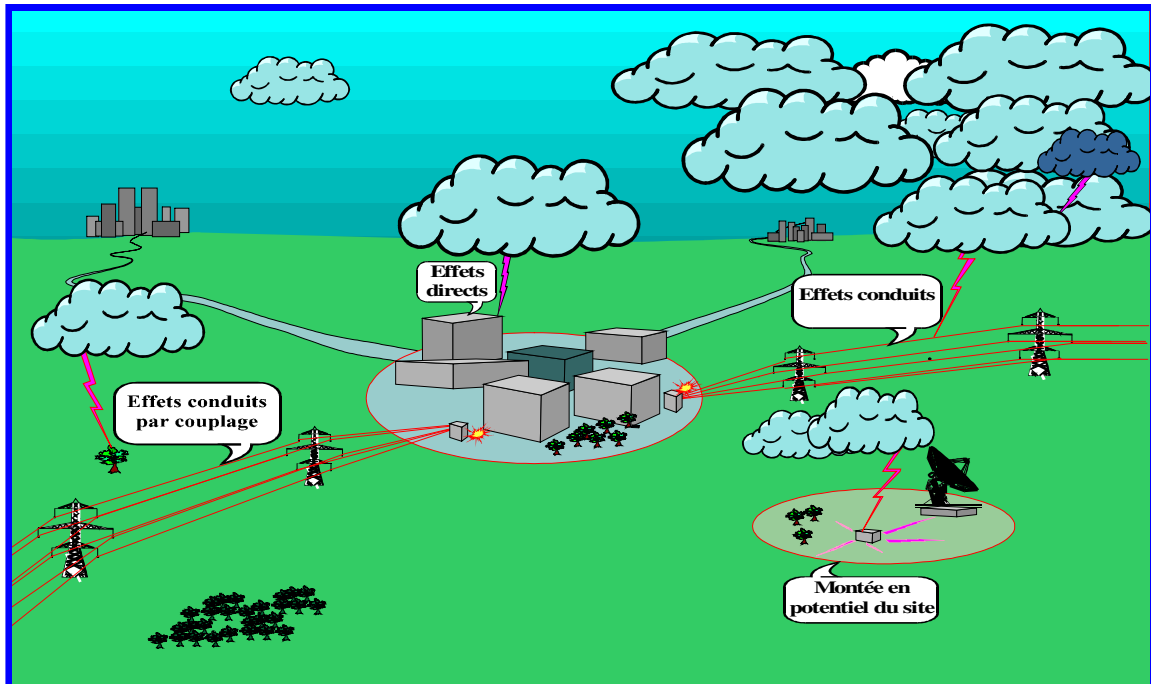 Effets
directs
Effets conduits
Effets conduits
par couplage
Montée en
potentiel du site